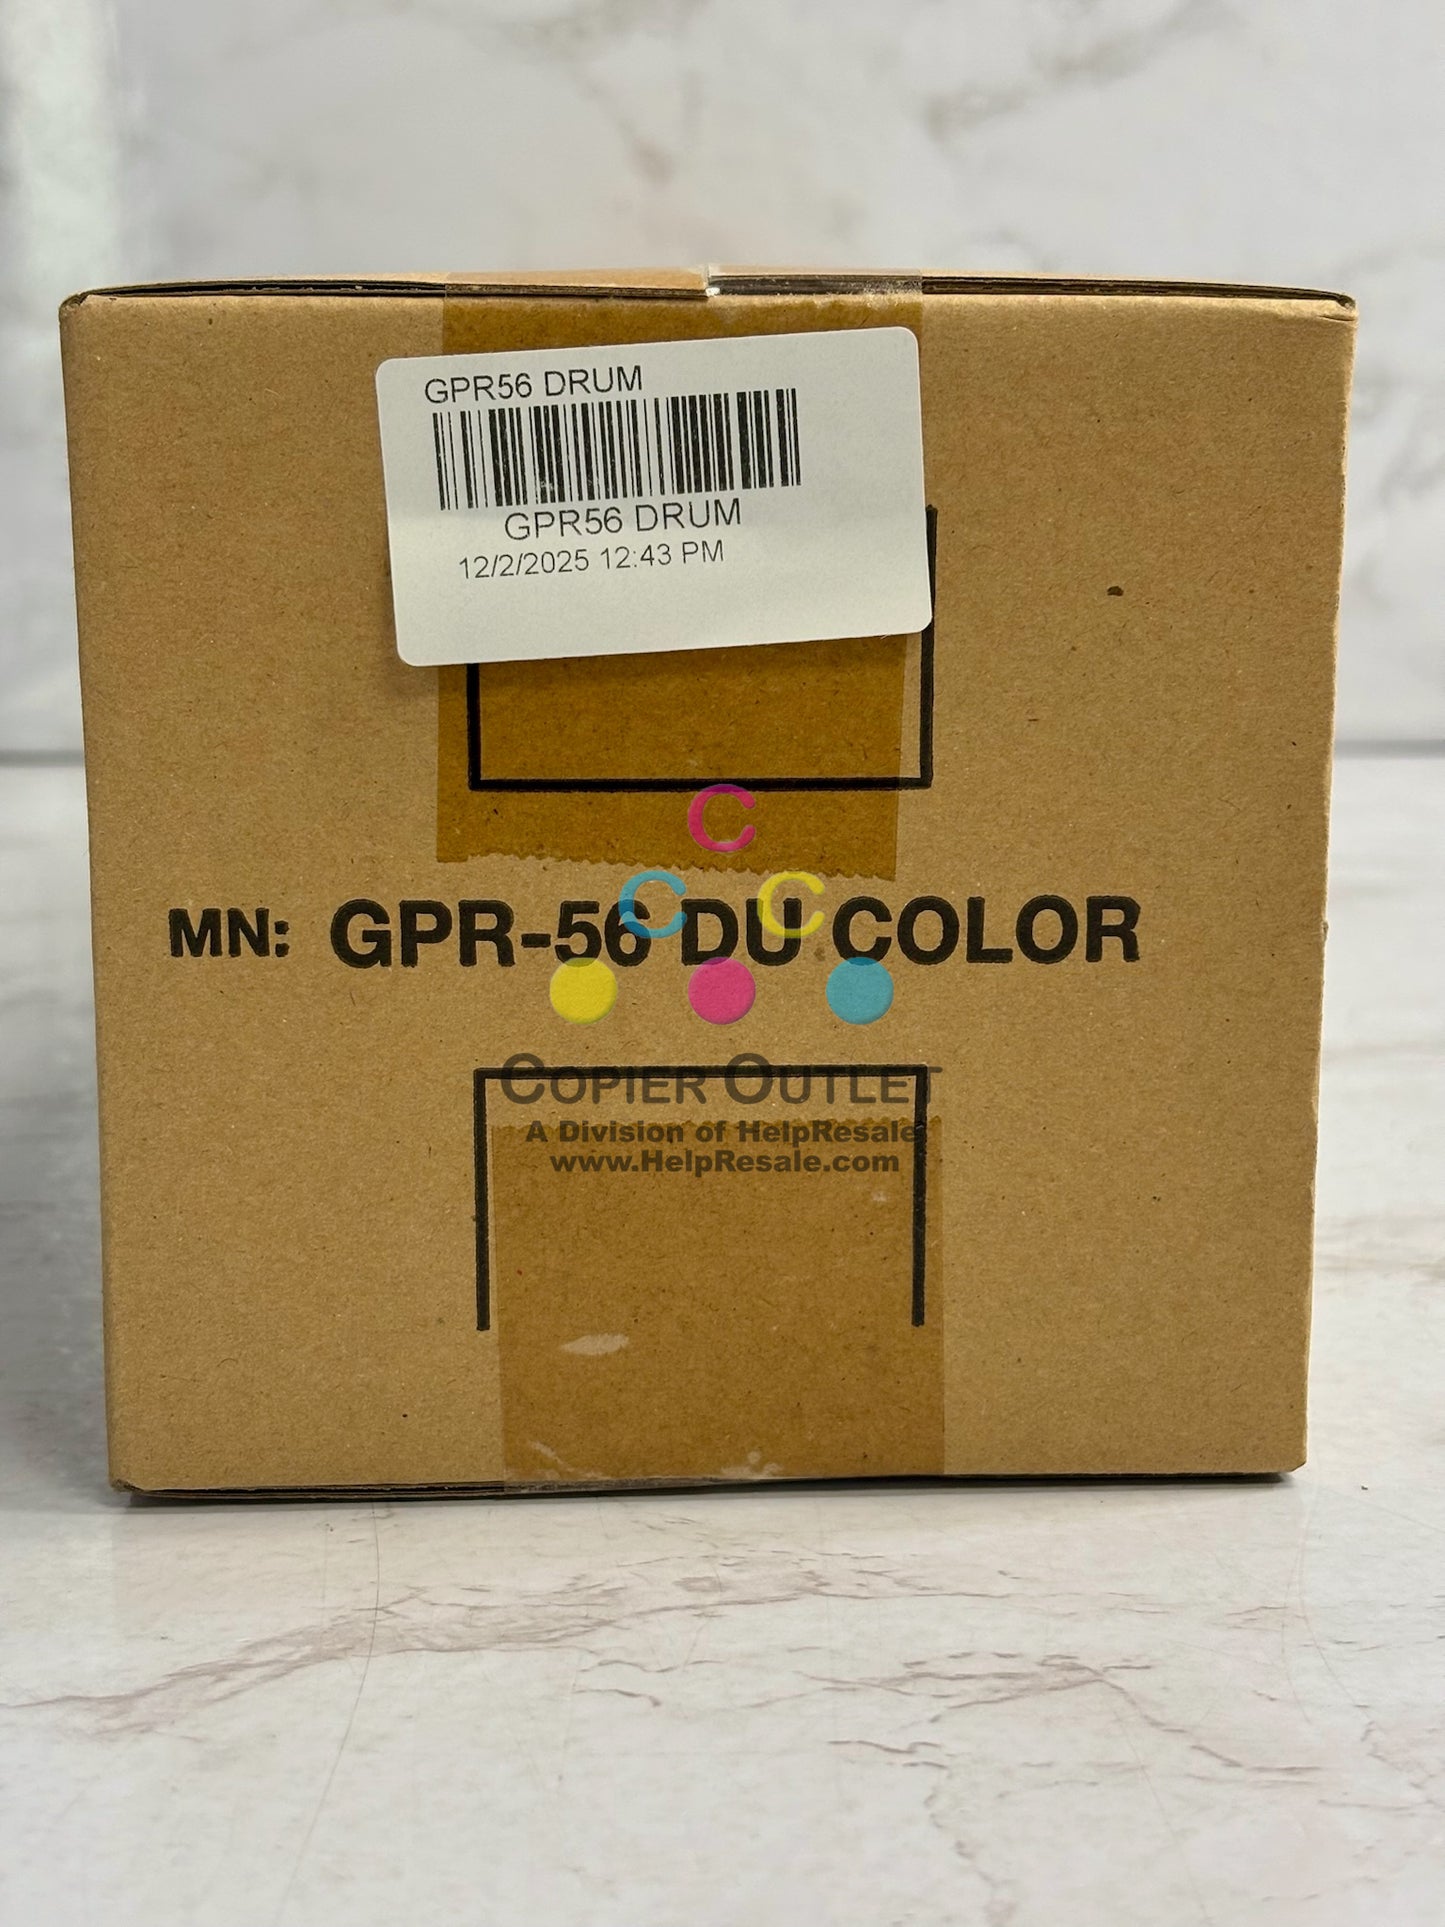 GPR56 DRUM
GPR56 DRUM
12/2/2025 12:43 PM
C
C C
MN: GPR-56 DU COLOR
COPIER OUTLET
A Division of HelpResale
www.HelpResale.com